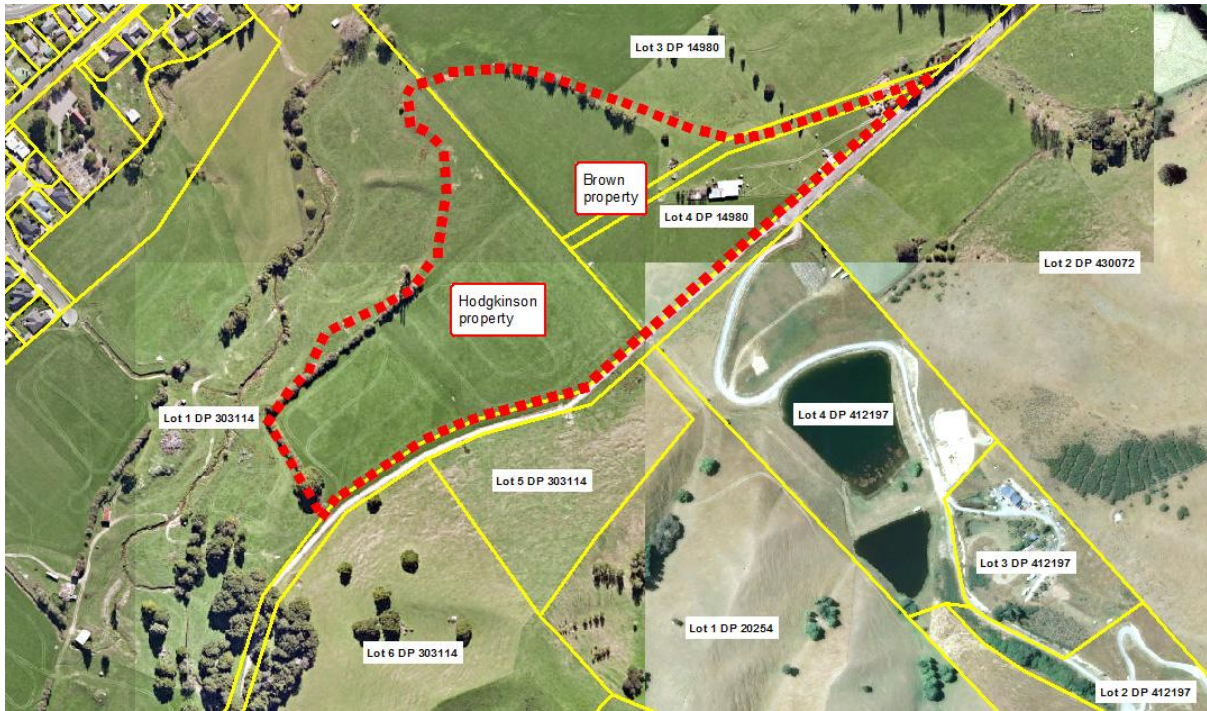 Lot 3 DP 14980
Brown
property
Lot 4 DP 14980
Lot 2 DP 430072
Hodgkinson
property
Lot 1 DP 303114
Lot 4 DP 412197
Lot 5 DP 303114
Lot 3 DP 412197
Lot 1 DP 20254
Lot 6 DP 303114
Lot 2 DP 412197